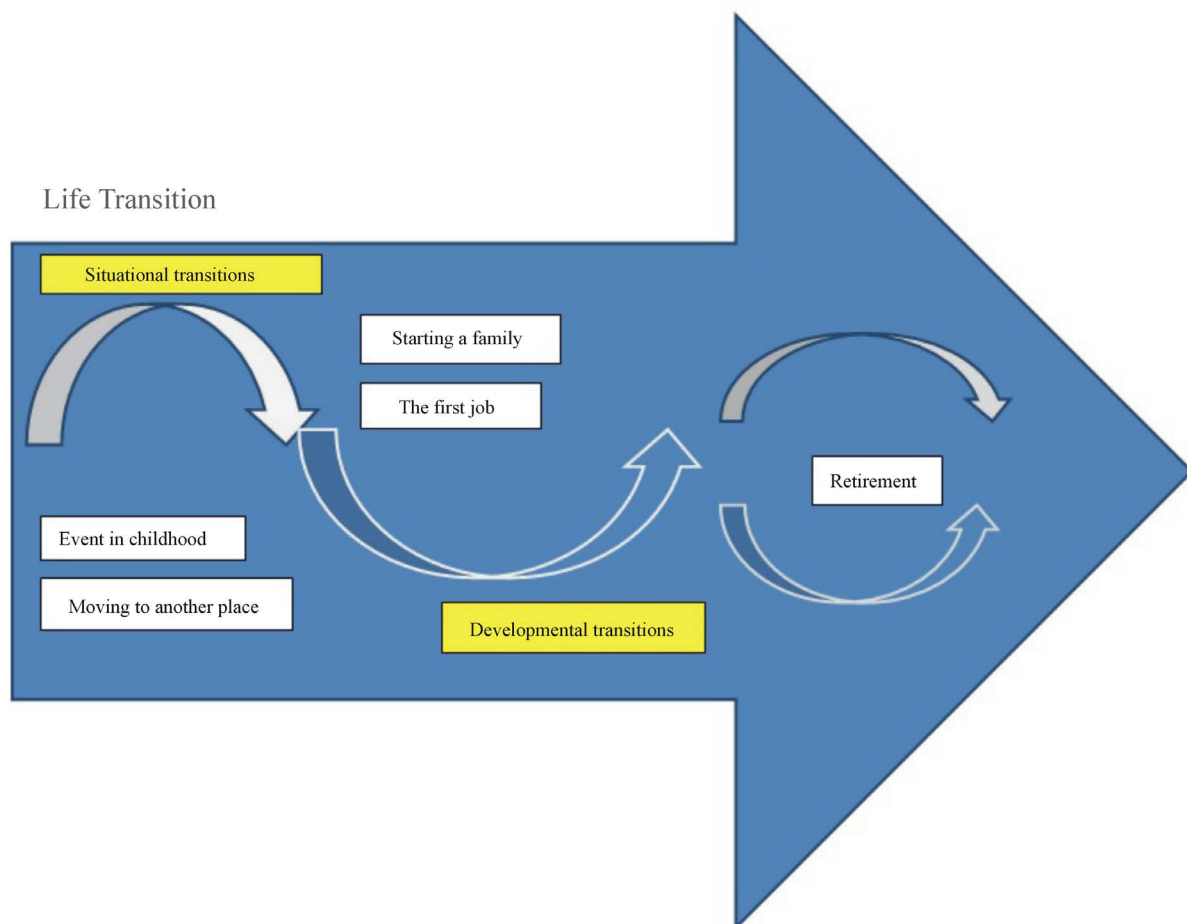 Life Transition
Situational transitions
Starting a family
The first job
Retirement
Event in childhood
Moving to another place
Developmental transitions